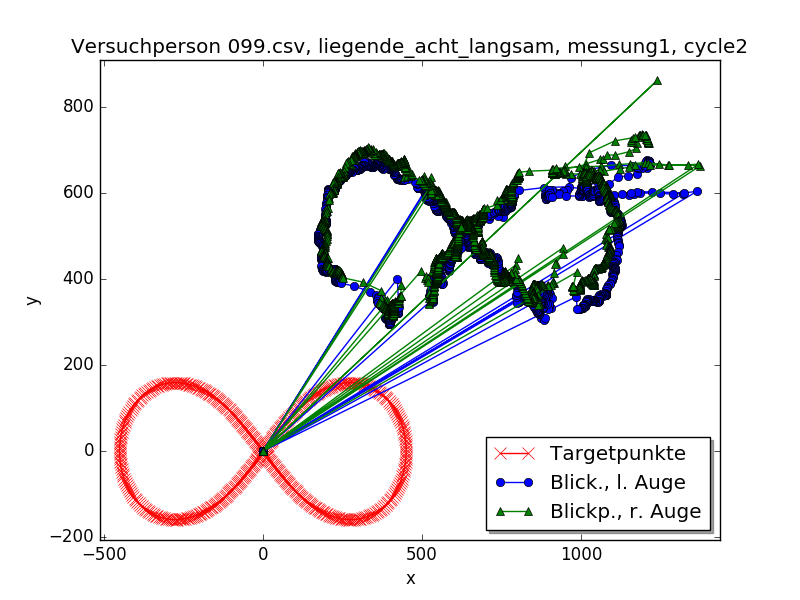 Versuchperson 099.csv, liegende_acht_langsam, messung1, cycle2
800
600
400
200
0
−200
y
−500
0
500
1000
x
Targetpunkte
Blick., l. Auge
Blickp., r. Auge